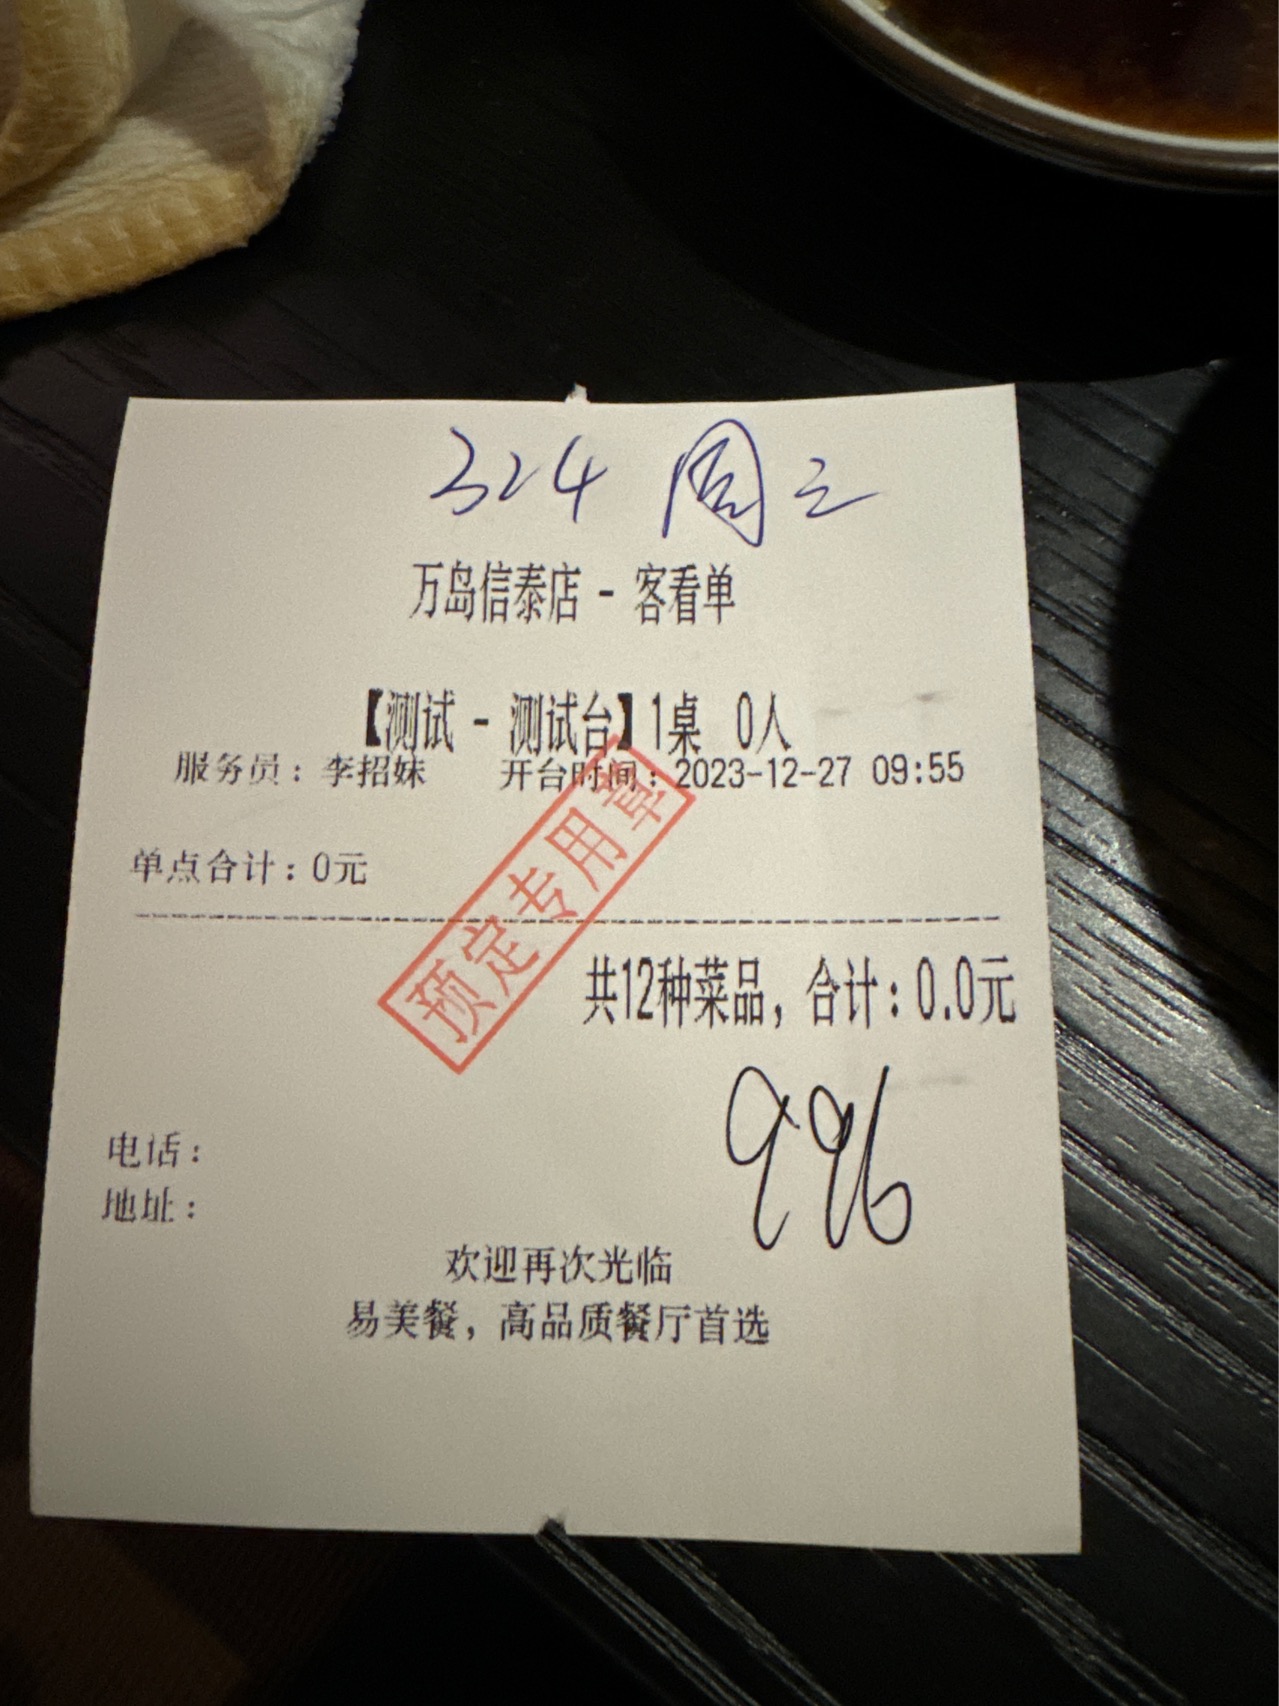 324 周三
万岛信泰店 - 客看单
【测试 - 测试台】1桌 0人
服务员：李招妹 开台时间：2023-12-27 09:55
单点合计：0元
预定专用章
共12种菜品，合计：0.0元
996
电话：
地址：
欢迎再次光临
易美餐，高品质餐厅首选